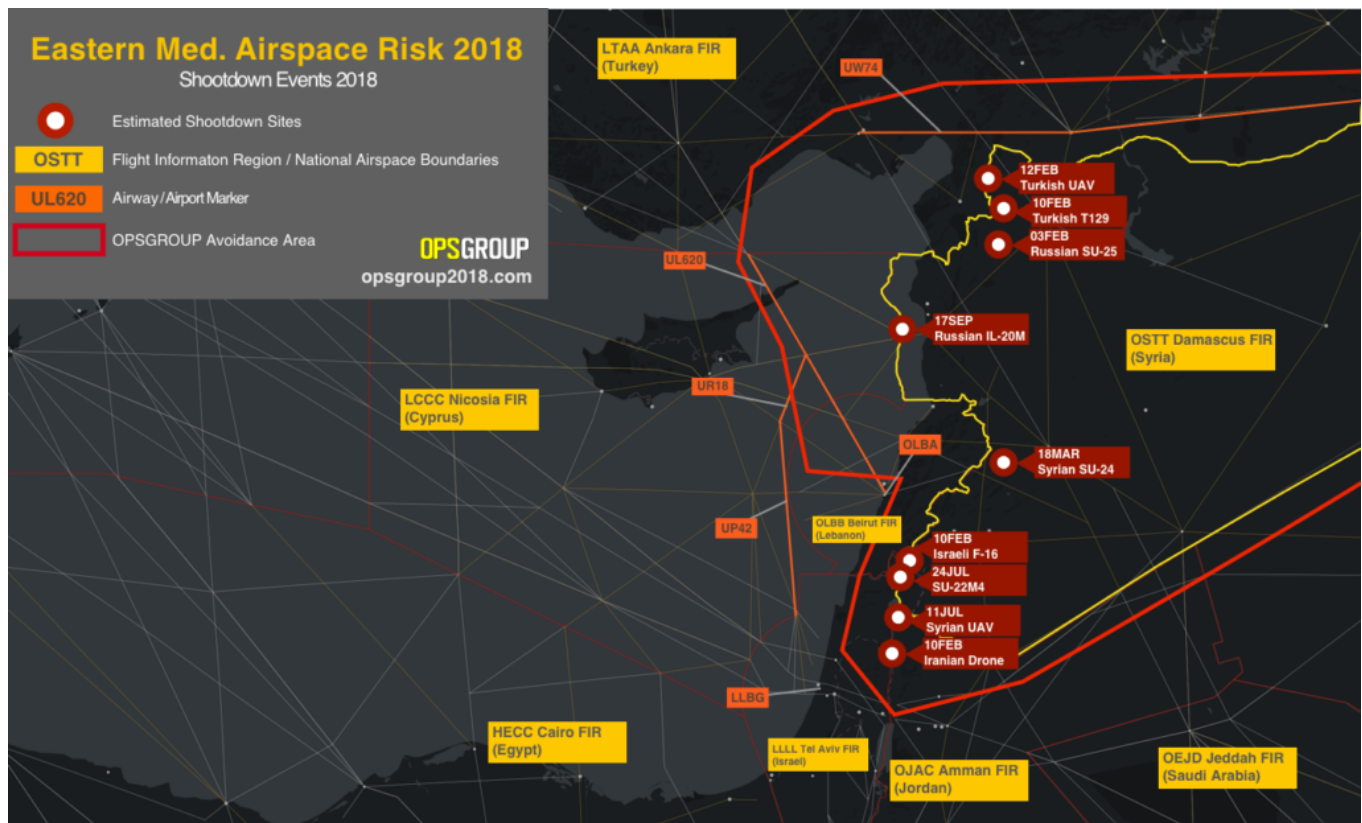 Eastern Med. Airspace Risk 2018
Shootdown Events 2018
Estimated Shootdown Sites
OSTT
Flight Informaton Region / National Airspace Boundaries
UL620
Airway/Airport Marker
OPSGROUP Avoidance Area
OPSGROUP
opsgroup2018.com
LTAA Ankara FIR
(Turkey)
UW74
12FEB
Turkish UAV
10FEB
Turkish T129
03FEB
Russian SU-25
UL620
17SEP
Russian IL-20M
OSTT Damascus FIR
(Syria)
UR18
LCCC Nicosia FIR
(Cyprus)
OLBA
18MAR
Syrian SU-24
UP42
OLBB Beirut FIR
(Lebanon)
10FEB
Israeli F-16
24JUL
SU-22M4
11JUL
Syrian UAV
10FEB
Iranian Drone
LLBG
HECC Cairo FIR
(Egypt)
LLLL Tel Aviv FIR
(Israel)
OJAC Amman FIR
(Jordan)
OEJD Jeddah FIR
(Saudi Arabia)